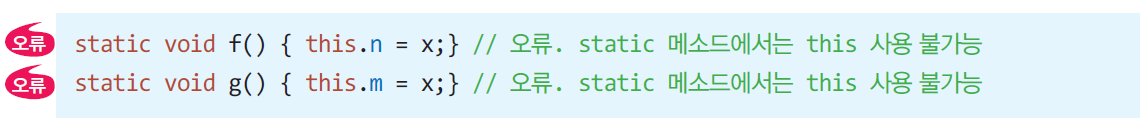 오류 static void f() { this.n = x;} // 오류. static 메소드에서는 this 사용 불가능
오류 static void g() { this.m = x;} // 오류. static 메소드에서는 this 사용 불가능